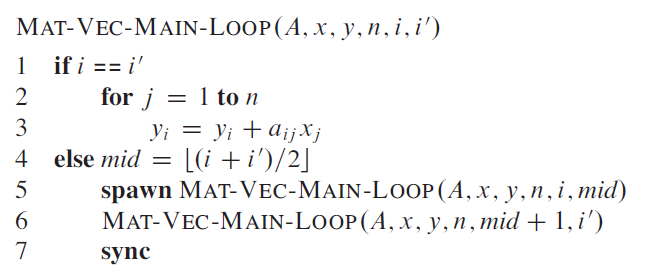 MAT-VEC-MAIN-LOOP(A, x, y, n, i, i′)
1 if i == i′
2 for j = 1 to n
3 yᵢ = yᵢ + aᵢⱼxⱼ
4 else mid = ⌊(i + i′)/2⌋
5 spawn MAT-VEC-MAIN-LOOP(A, x, y, n, i, mid)
6 MAT-VEC-MAIN-LOOP(A, x, y, n, mid + 1, i′)
7 sync